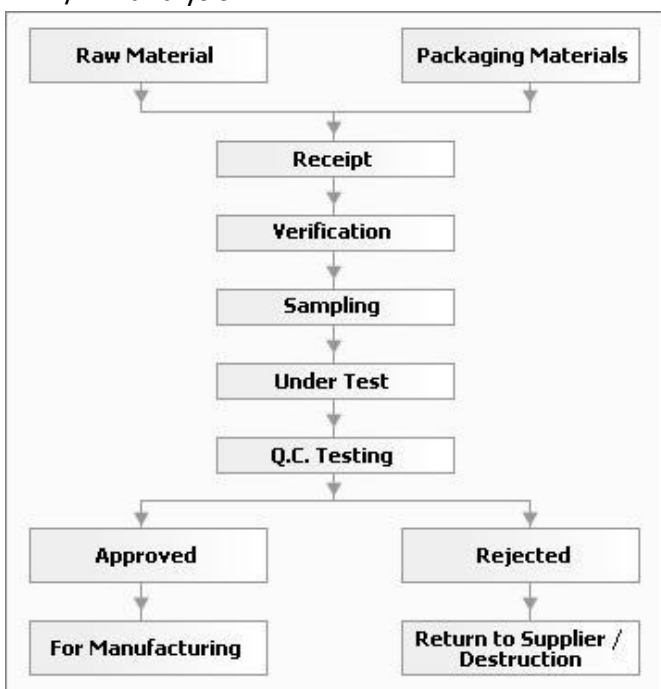 Raw Material
Packaging Materials
Receipt
Verification
Sampling
Under Test
Q.C. Testing
Approved
Rejected
For Manufacturing
Return to Supplier /
Destruction